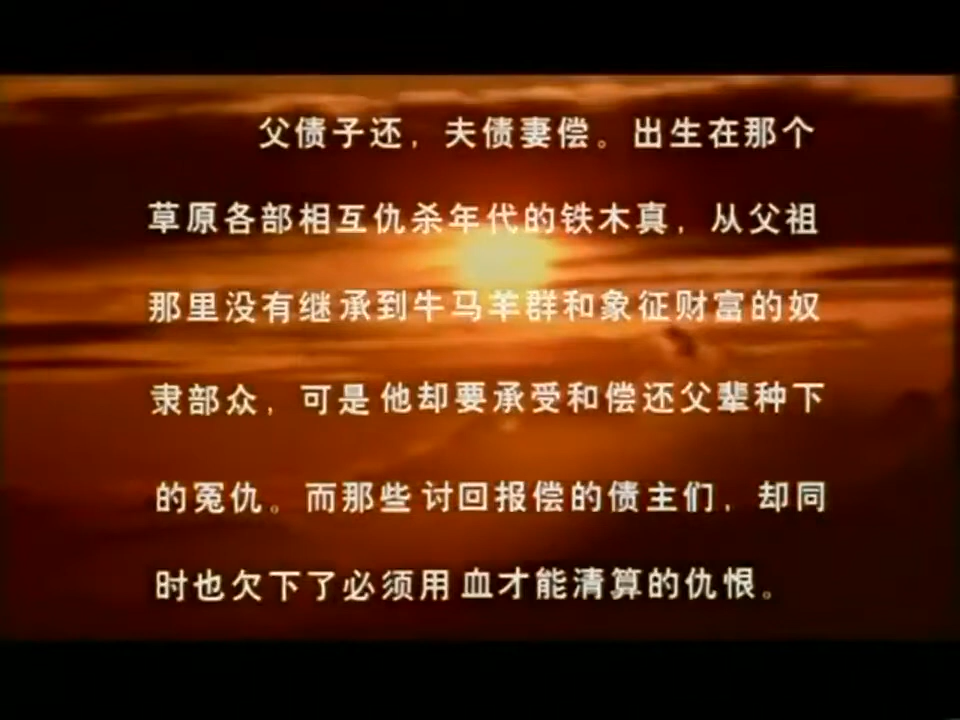 父债子还，夫债妻偿。出生在那个
草原各部相互仇杀年代的铁木真，从父祖
那里没有继承到牛马羊群和象征财富的奴
隶部众，可是他却要承受和偿还父辈种下
的冤仇。而那些讨回报偿的债主们，却同
时也欠下了必须用血才能清算的仇恨。